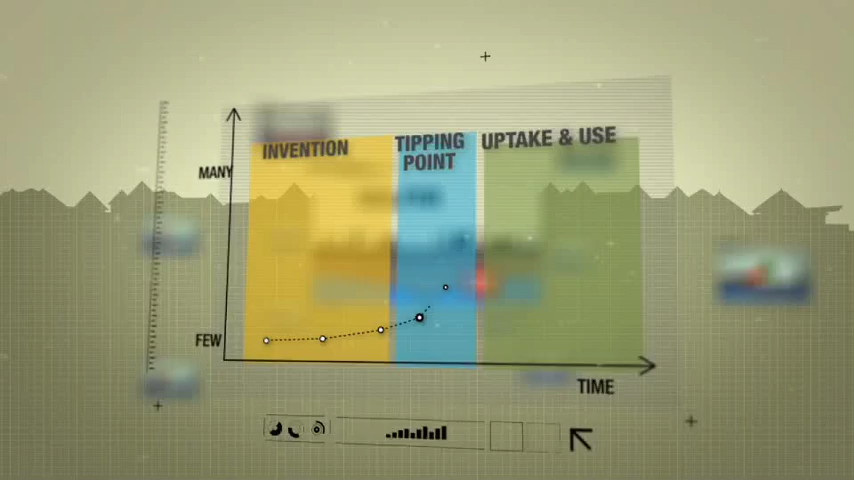 INVENTION
TIPPING
POINT
UPTAKE & USE
MANY
FEW
TIME